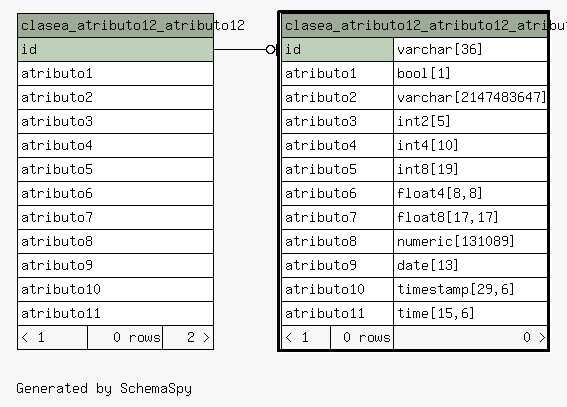 clasea_atributo12_atributo12
id
atributo1
atributo2
atributo3
atributo4
atributo5
atributo6
atributo7
atributo8
atributo9
atributo10
atributo11
< 1 0 rows 2 >
clasea_atributo12_atributo12_atribut
id varchar[36]
atributo1 bool[1]
atributo2 varchar[2147483647]
atributo3 int2[5]
atributo4 int4[10]
atributo5 int8[19]
atributo6 float4[8,8]
atributo7 float8[17,17]
atributo8 numeric[131089]
atributo9 date[13]
atributo10 timestamp[29,6]
atributo11 time[15,6]
< 1 0 rows 0 >
Generated by SchemaSpy